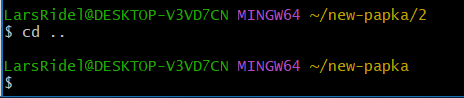 LarsRidel@DESKTOP-V3VD7CN MINGW64 ~/new-papka/2
$ cd ..
LarsRidel@DESKTOP-V3VD7CN MINGW64 ~/new-papka
$